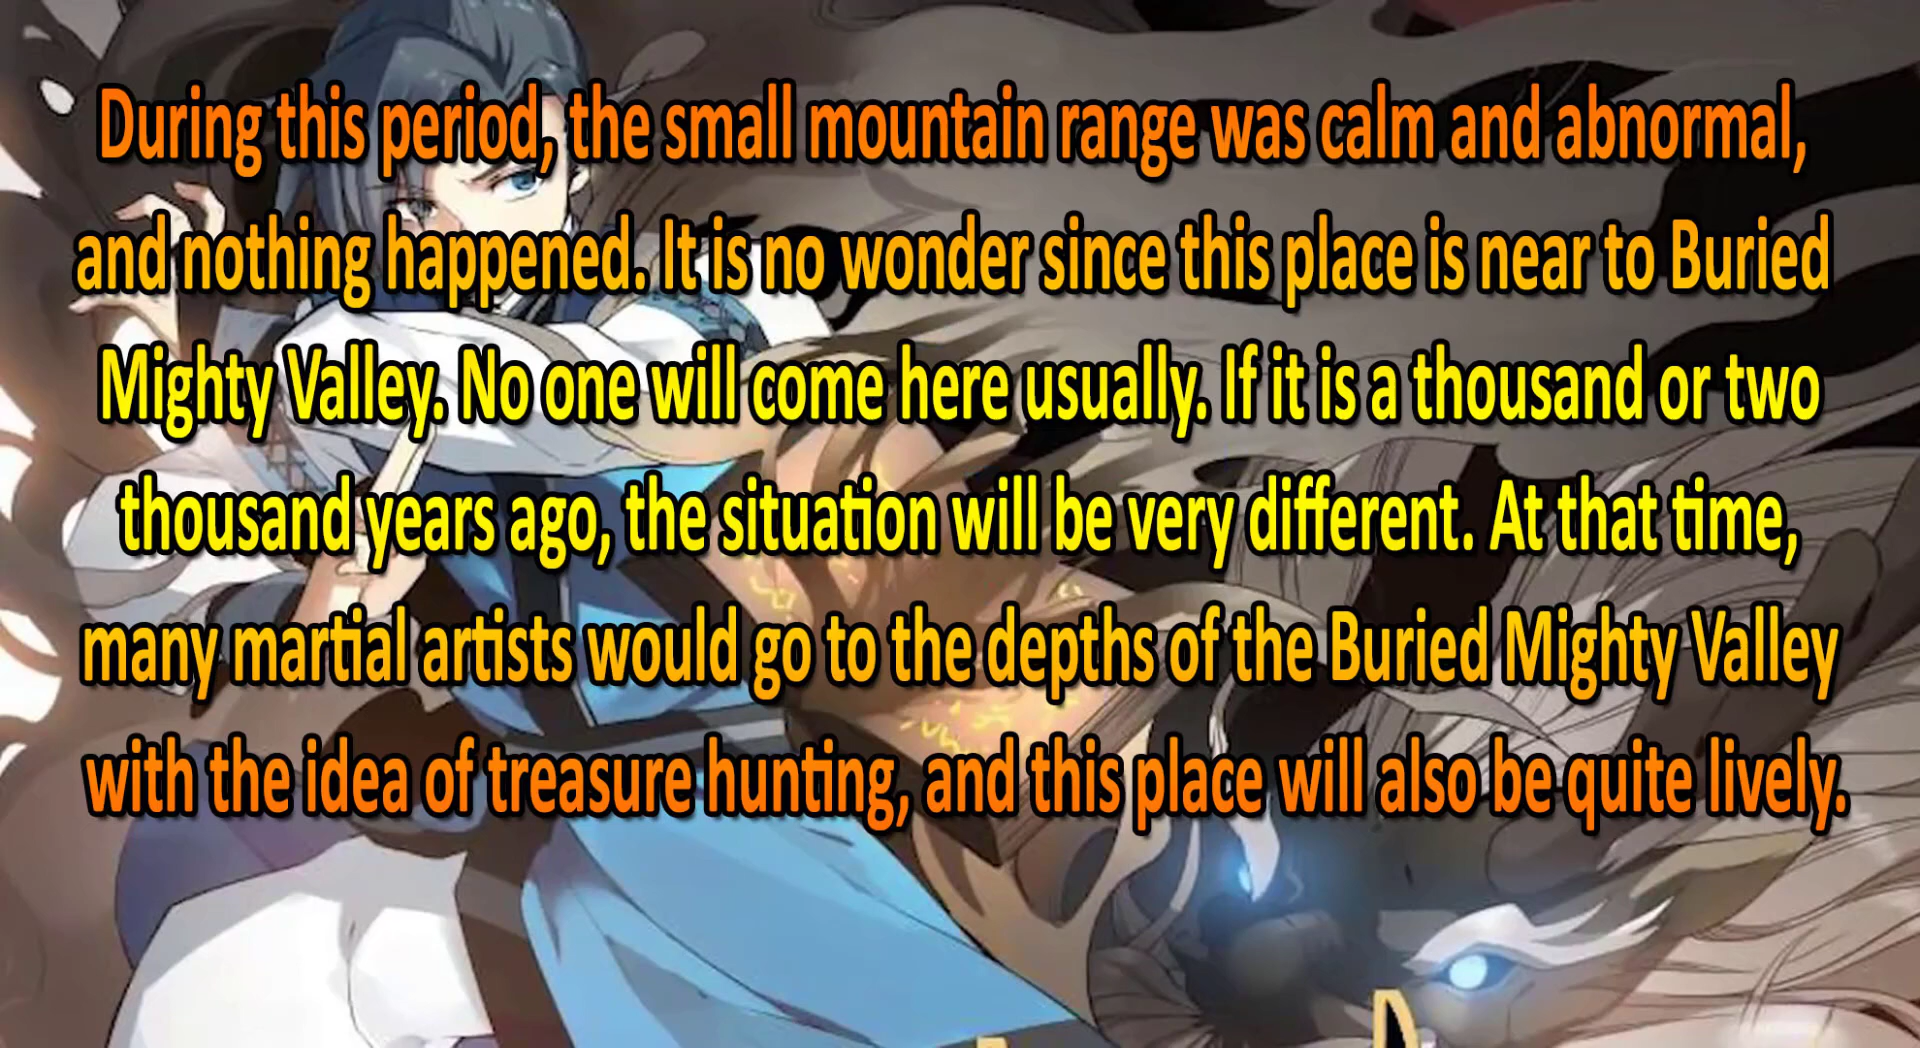 During this period, the small mountain range was calm and abnormal,
and nothing happened. It is no wonder since this place is near to Buried
Mighty Valley. No one will come here usually. If it is a thousand or two
thousand years ago, the situation will be very different. At that time,
many martial artists would go to the depths of the Buried Mighty Valley
with the idea of treasure hunting, and this place will also be quite lively.